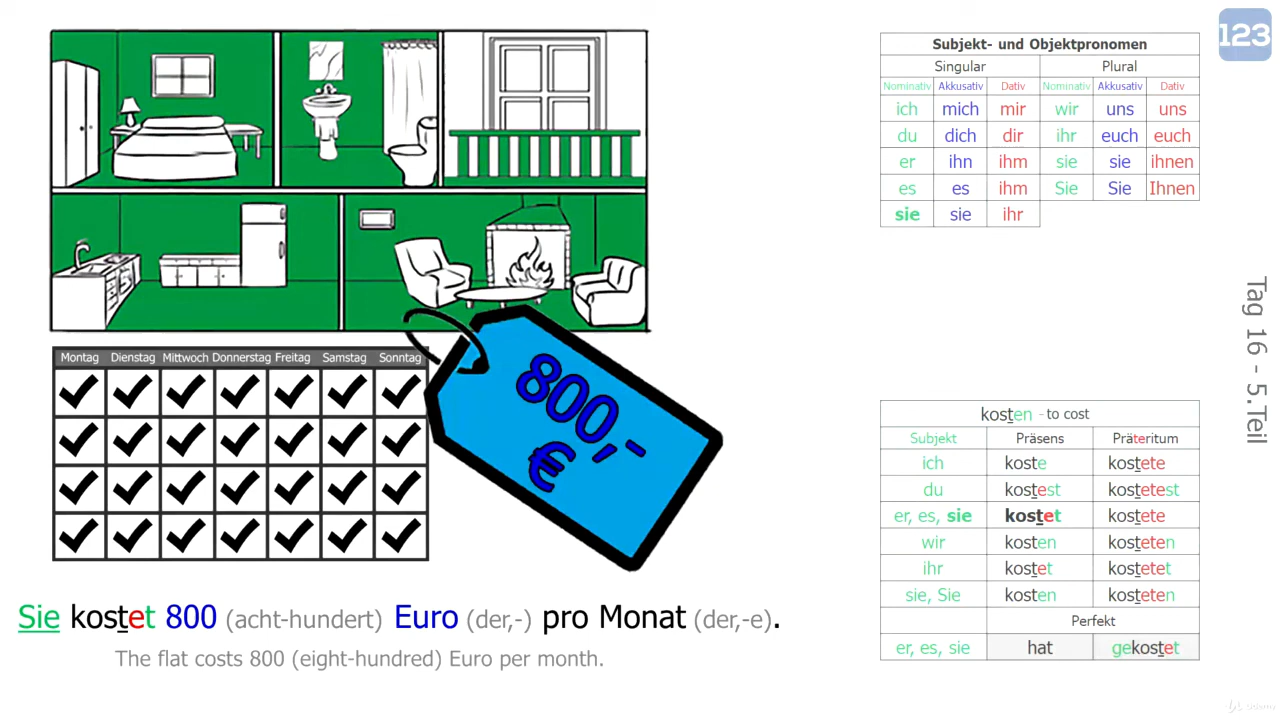 123
Subjekt- und Objektpronomen
Singular Plural
Nominativ Akkusativ Dativ Nominativ Akkusativ Dativ
ich mich mir wir uns uns
du dich dir ihr euch euch
er ihn ihm sie sie ihnen
es es ihm Sie Sie Ihnen
sie sie ihr
Tag 16 - 5.Teil
Montag Dienstag Mittwoch Donnerstag Freitag Samstag Sonntag
800,-
€
kosten - to cost
Subjekt Präsens Präteritum
ich koste kostete
du kostest kostetest
er, es, sie kostet kostete
wir kosten kosteten
ihr kostet kostetet
sie, Sie kosten kosteten
Perfekt
er, es, sie hat gekostet
Sie kostet 800 (acht-hundert) Euro (der,-) pro Monat (der,-e).
The flat costs 800 (eight-hundred) Euro per month.